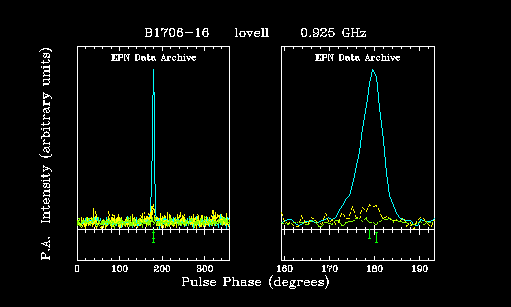 B1706-16 lovell 0.925 GHz
EPN Data Archive EPN Data Archive
P.A. Intensity (arbitrary units)
0 100 200 300 160 170 180 190
Pulse Phase (degrees)